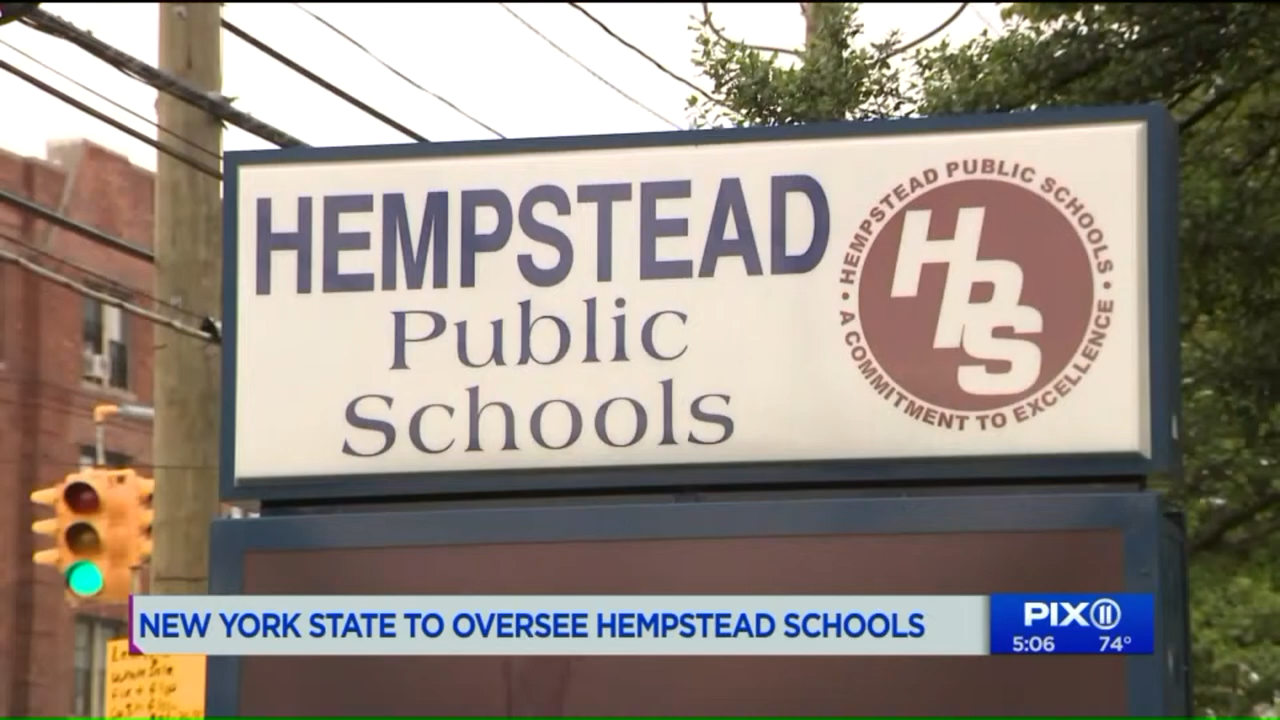 HEMPSTEAD
Public
Schools
• HEMPSTEAD PUBLIC SCHOOLS •
A COMMITMENT TO EXCELLENCE
HPS
NEW YORK STATE TO OVERSEE HEMPSTEAD SCHOOLS
PIX11
5:06 74°